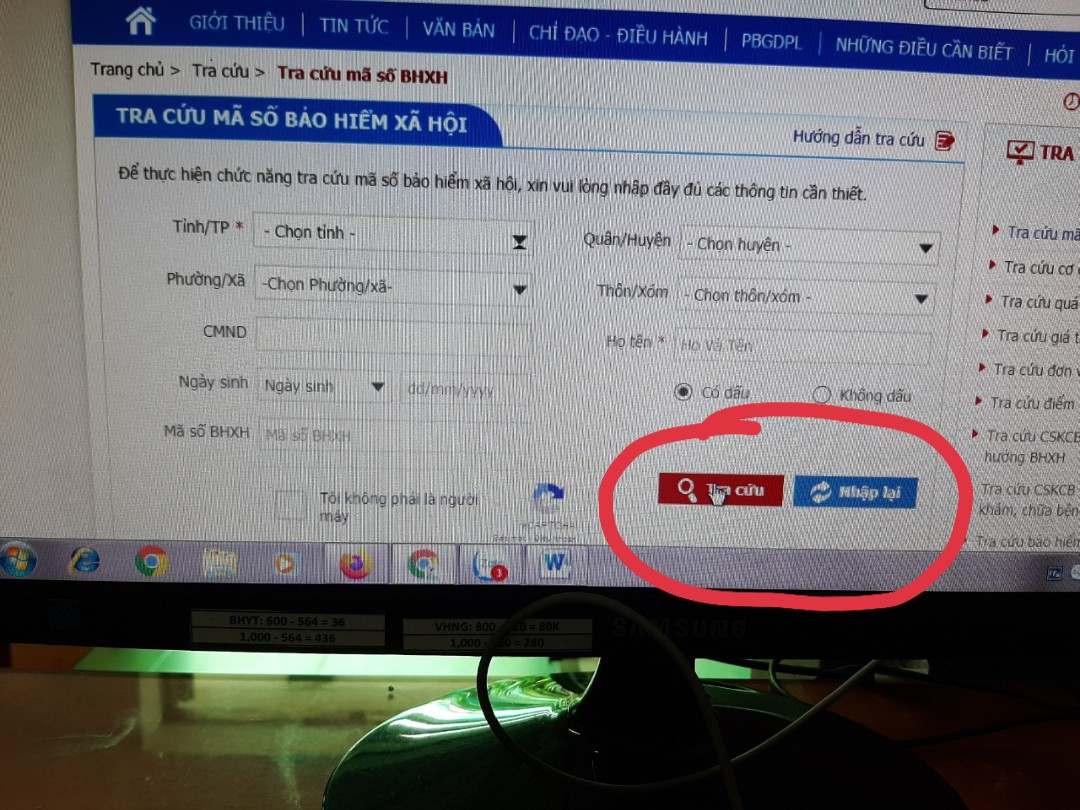 GIỚI THIỆU | TIN TỨC | VĂN BẢN | CHỈ ĐẠO - ĐIỀU HÀNH | PBGDPL | NHỮNG ĐIỀU CẦN BIẾT | HỎI
Trang chủ > Tra cứu > Tra cứu mã số BHXH
TRA CỨU MÃ SỐ BẢO HIỂM XÃ HỘI
Hướng dẫn tra cứu
Để thực hiện chức năng tra cứu mã số bảo hiểm xã hội, xin vui lòng nhập đầy đủ các thông tin cần thiết.
Tỉnh/TP * - Chọn tỉnh -
Quận/Huyện - Chọn huyện -
Phường/Xã -Chọn Phường/xã-
Thôn/Xóm - Chọn thôn/xóm -
CMND
Họ tên * Họ Và Tên
Ngày sinh Ngày sinh dd/mm/yyyy
Có dấu Không dấu
Mã số BHXH Mã số BHXH
Tôi không phải là người
máy
reCAPTCHA
Tra cứu Nhập lại
TRA
Tra cứu mã
Tra cứu cơ
Tra cứu quá
Tra cứu giá t
Tra cứu đơn v
Tra cứu điểm
Tra cứu CSKCB
hưởng BHXH
Tra cứu CSKCB
khám, chữa bện
Tra cứu bảo hiểm
3
W
BHYT: 600 - 564 = 36
1,000 - 564 = 436
VHNG: 800 - 20 = 80K
= 280
SAMSUNG